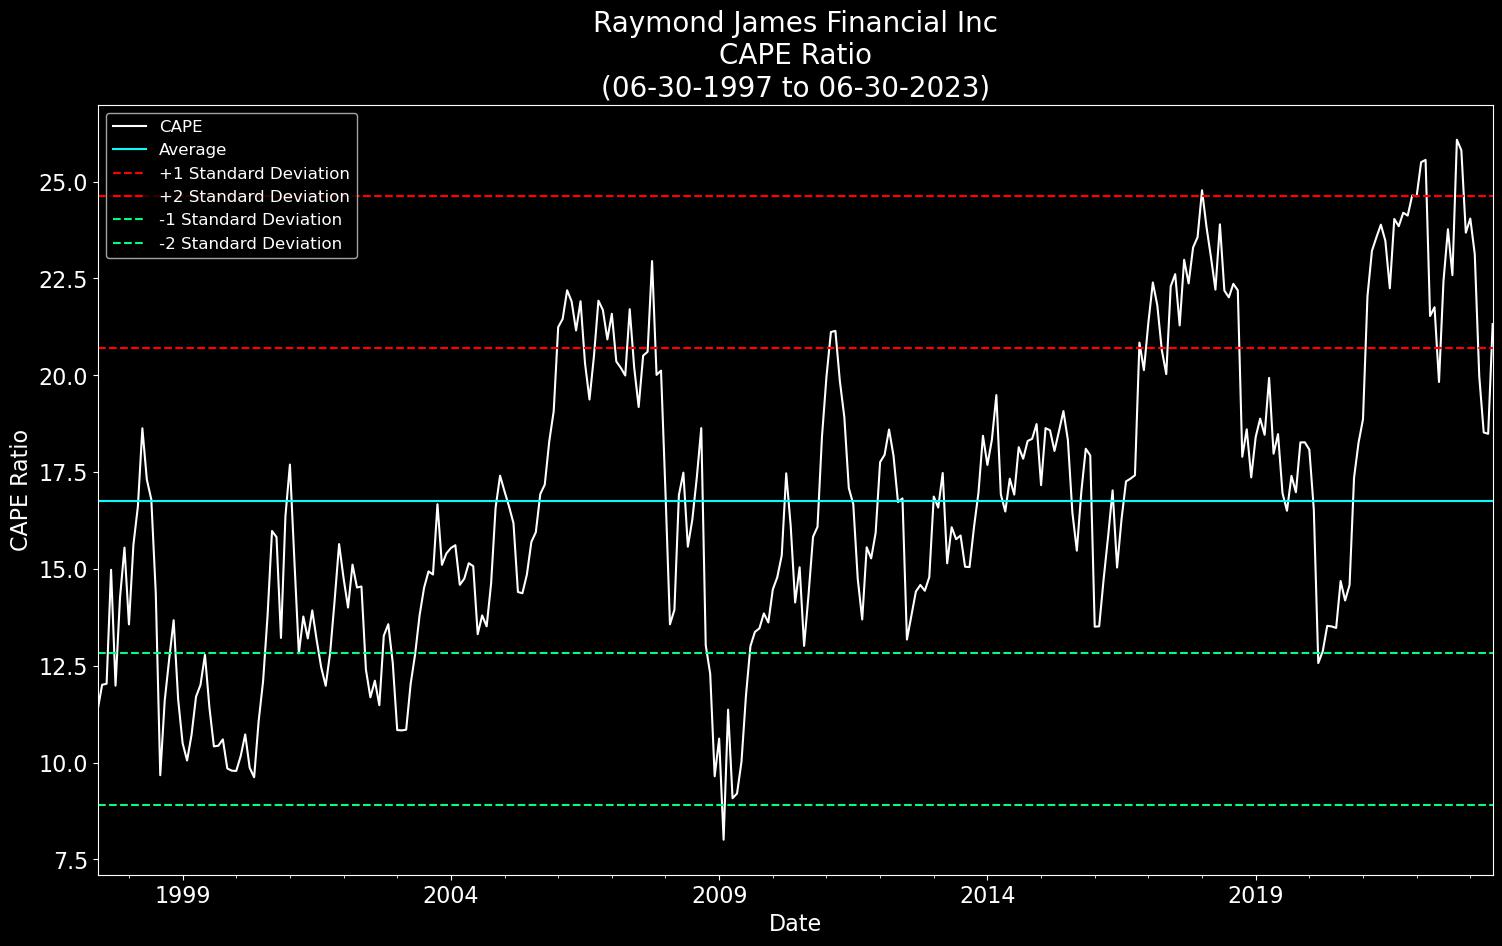 Raymond James Financial Inc
CAPE Ratio
(06-30-1997 to 06-30-2023)
CAPE
Average
+1 Standard Deviation
+2 Standard Deviation
-1 Standard Deviation
-2 Standard Deviation
CAPE Ratio
25.0
22.5
20.0
17.5
15.0
12.5
10.0
7.5
1999
2004
2009
2014
2019
Date